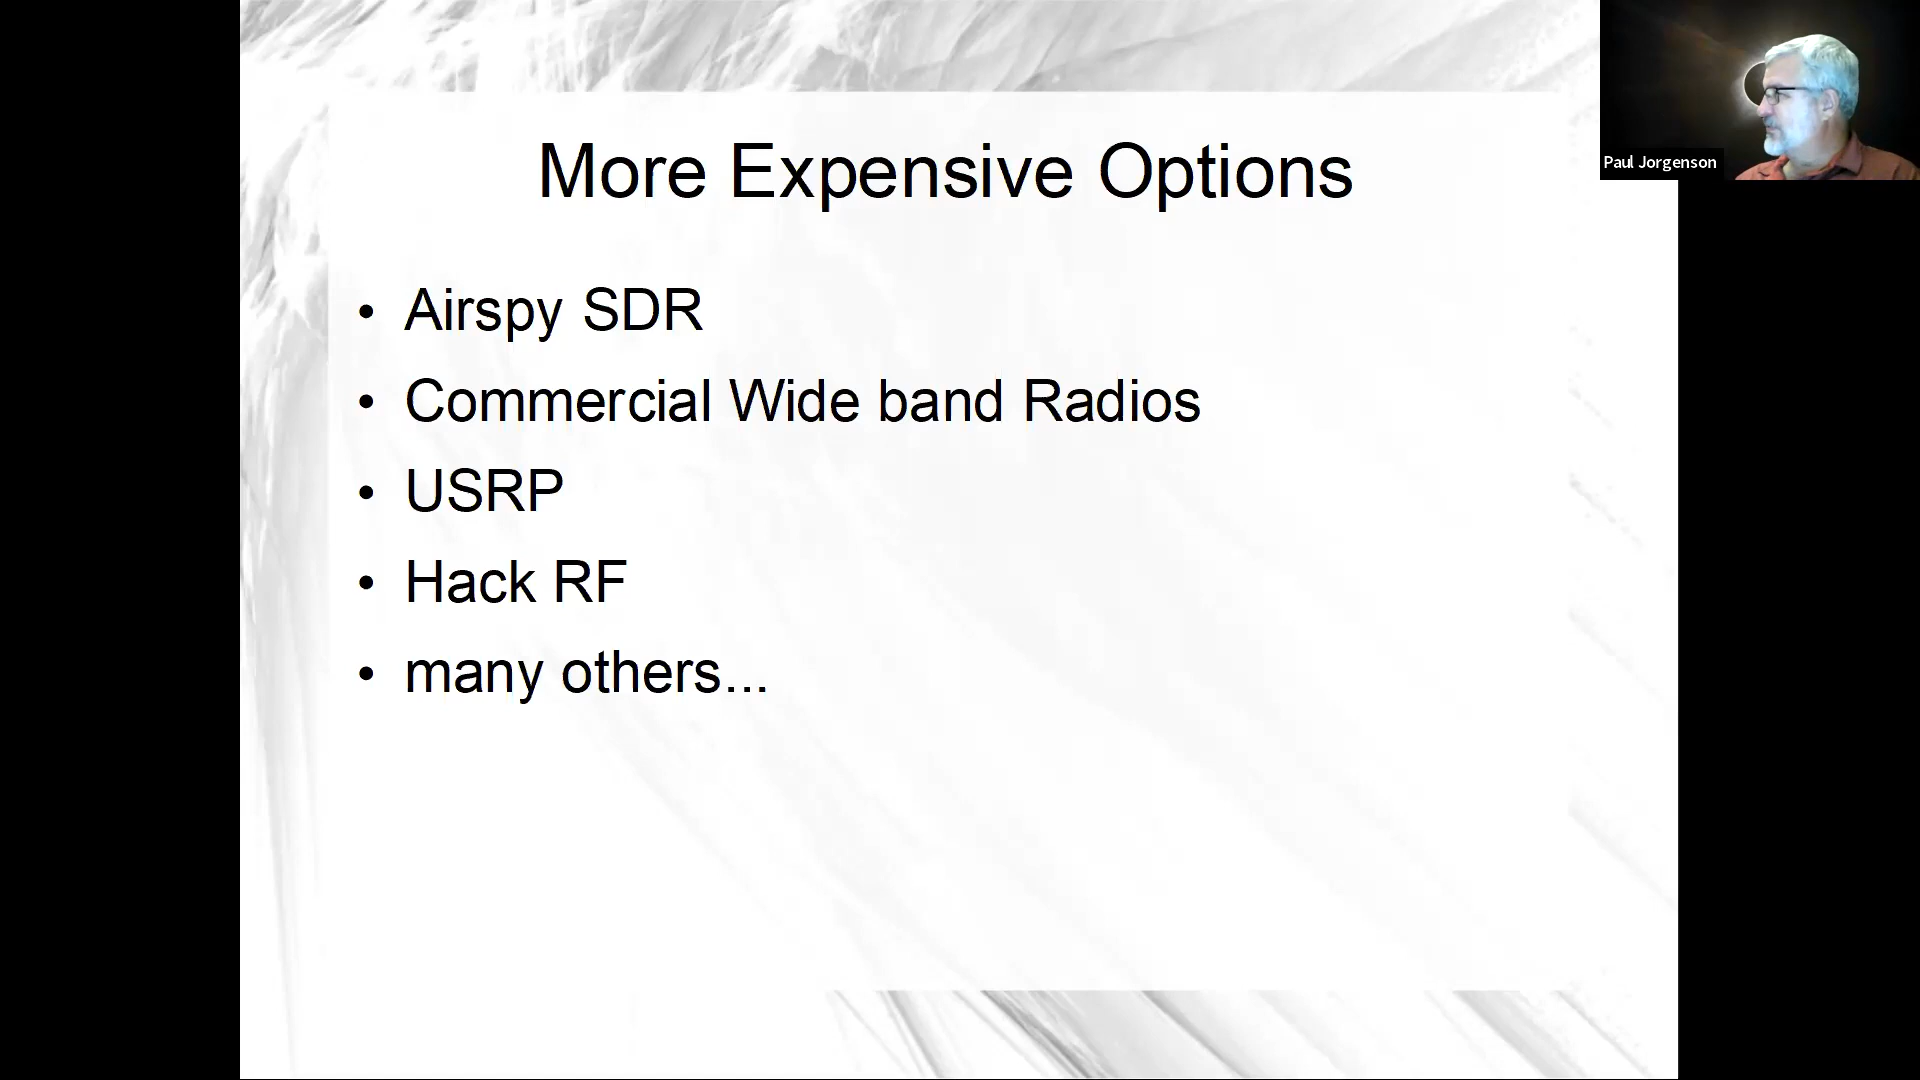 More Expensive Options
• Airspy SDR
• Commercial Wide band Radios
• USRP
• Hack RF
• many others...
Paul Jorgenson